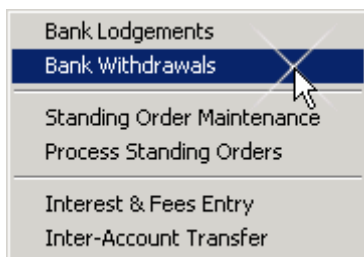 Bank Lodgements
Bank Withdrawals
Standing Order Maintenance
Process Standing Orders
Interest & Fees Entry
Inter-Account Transfer